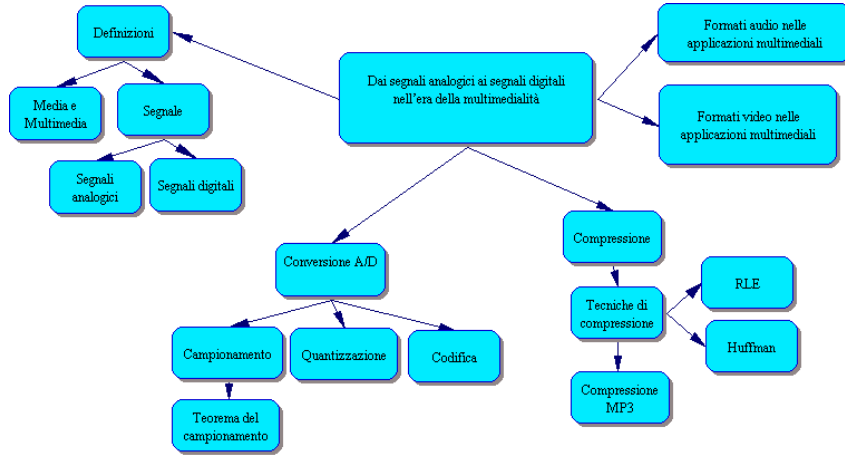 Definizioni
Formati audio nelle
applicazioni multimediali
Dai segnali analogici ai segnali digitali
nell'era della multimedialità
Media e
Multimedia
Segnale
Formati video nelle
applicazioni multimediali
Segnali
analogici
Segnali digitali
Conversione A/D
Compressione
RLE
Tecniche di
compressione
Huffman
Campionamento
Quantizzazione
Codifica
Compressione
MP3
Teorema del
campionamento